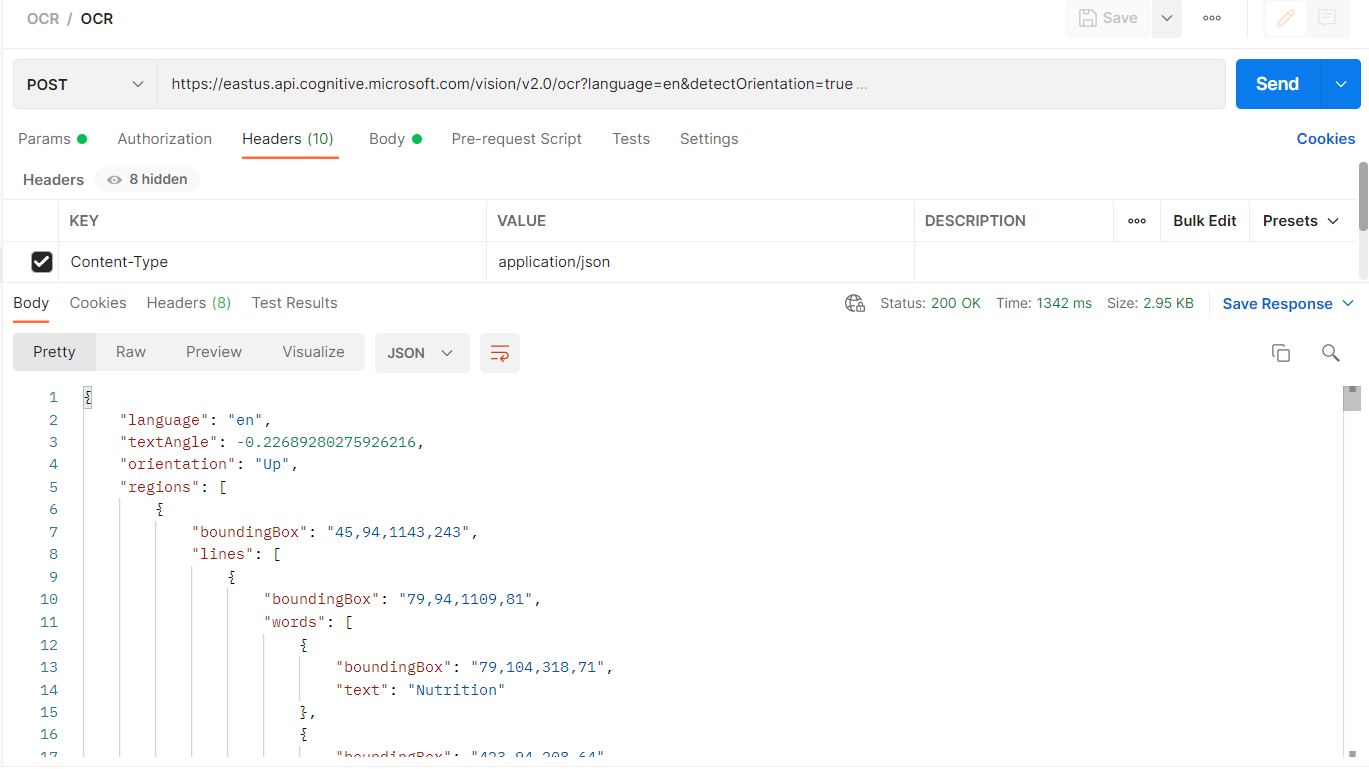 OCR / OCR
Save
POST https://eastus.api.cognitive.microsoft.com/vision/v2.0/ocr?language=en&detectOrientation=true ... Send
Params Authorization Headers (10) Body Pre-request Script Tests Settings Cookies
Headers 8 hidden
KEY VALUE DESCRIPTION Bulk Edit Presets
Content-Type application/json
Body Cookies Headers (8) Test Results Status: 200 OK Time: 1342 ms Size: 2.95 KB Save Response
Pretty Raw Preview Visualize JSON
1 {
2 "language": "en",
3 "textAngle": -0.22689280275926216,
4 "orientation": "Up",
5 "regions": [
6 {
7 "boundingBox": "45,94,1143,243",
8 "lines": [
9 {
10 "boundingBox": "79,94,1109,81",
11 "words": [
12 {
13 "boundingBox": "79,104,318,71",
14 "text": "Nutrition"
15 },
16 {
17 "boundingBox": "423,94,208,64",